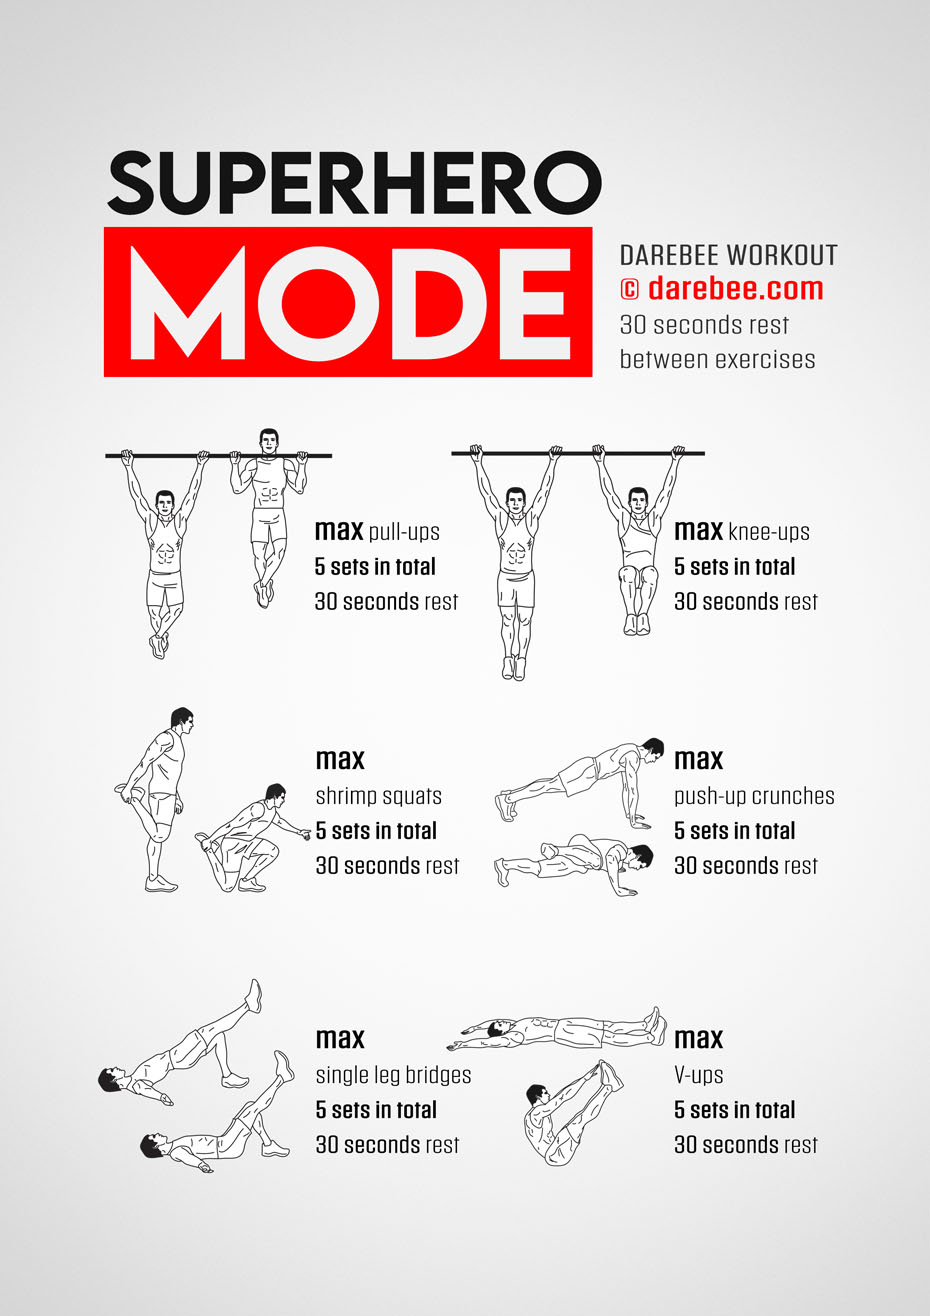 SUPERHERO
MODE
DAREBEE WORKOUT
© darebee.com
30 seconds rest
between exercises
max pull-ups
5 sets in total
30 seconds rest
max knee-ups
5 sets in total
30 seconds rest
max
shrimp squats
5 sets in total
30 seconds rest
max
push-up crunches
5 sets in total
30 seconds rest
max
single leg bridges
5 sets in total
30 seconds rest
max
V-ups
5 sets in total
30 seconds rest